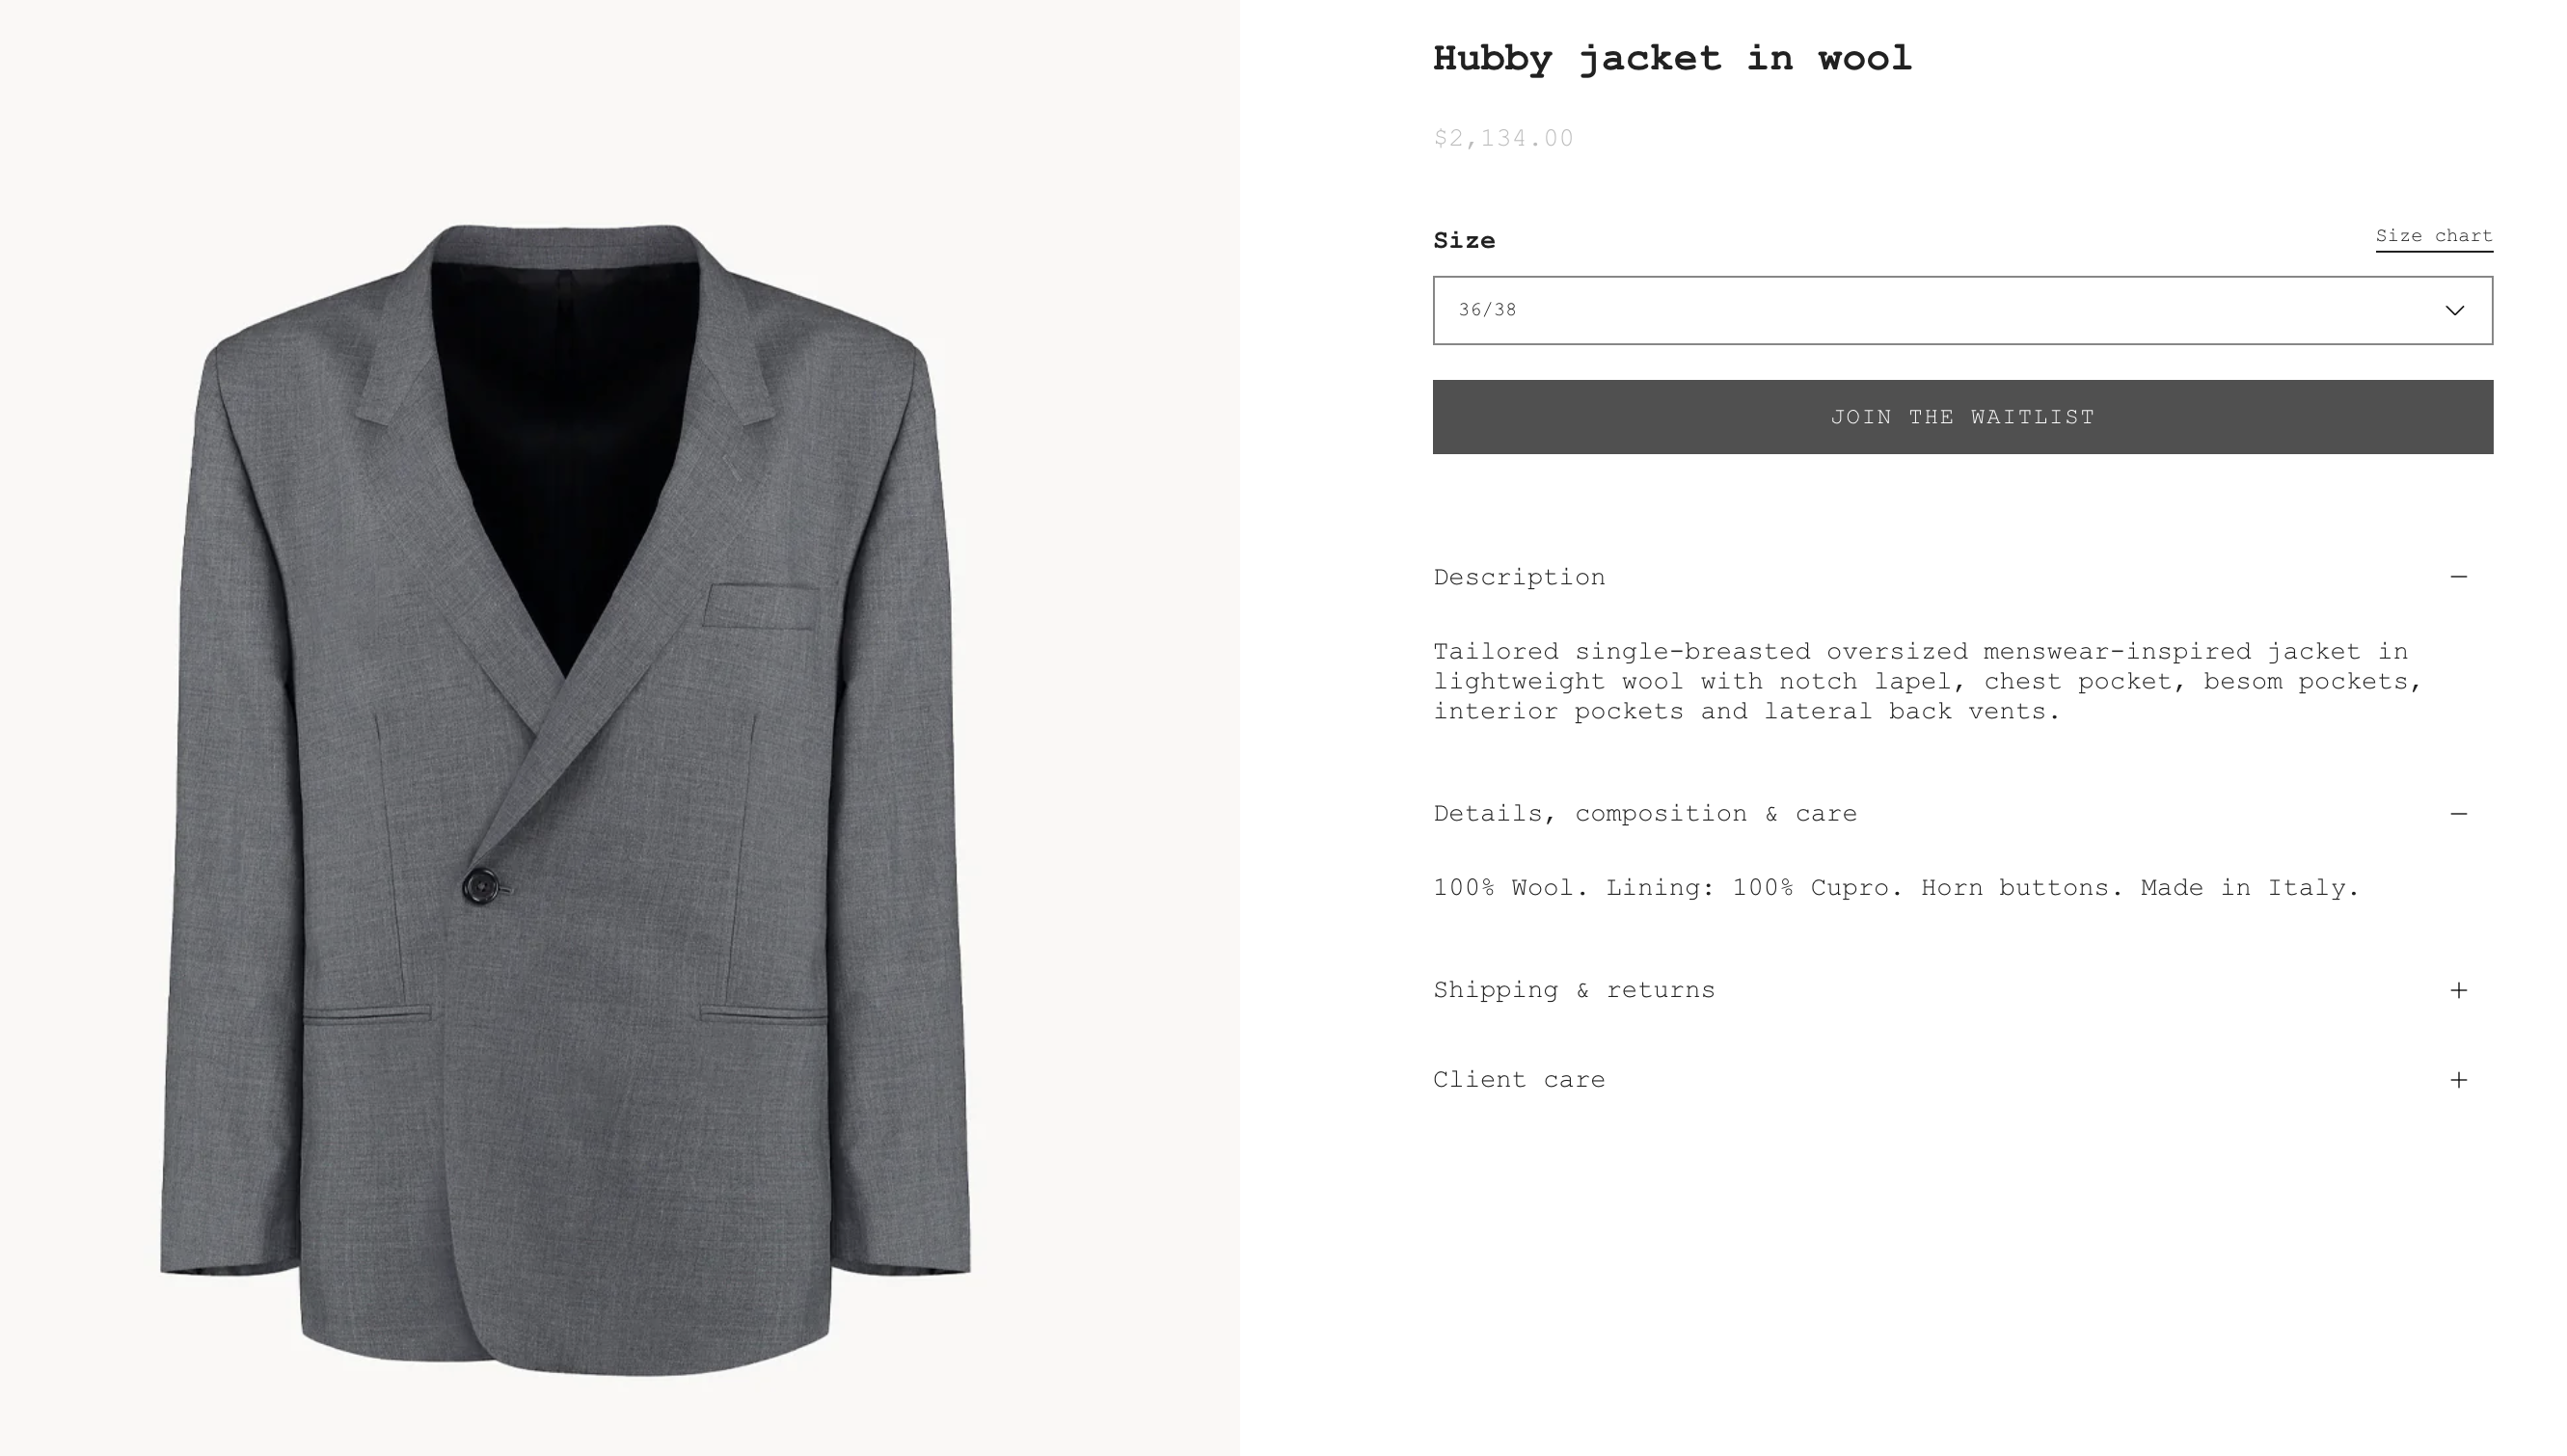 Hubby jacket in wool
$2,134.00
Size
Size chart
36/38
JOIN THE WAITLIST
Description
Tailored single-breasted oversized menswear-inspired jacket in
lightweight wool with notch lapel, chest pocket, besom pockets,
interior pockets and lateral back vents.
Details, composition & care
100% Wool. Lining: 100% Cupro. Horn buttons. Made in Italy.
Shipping & returns
Client care